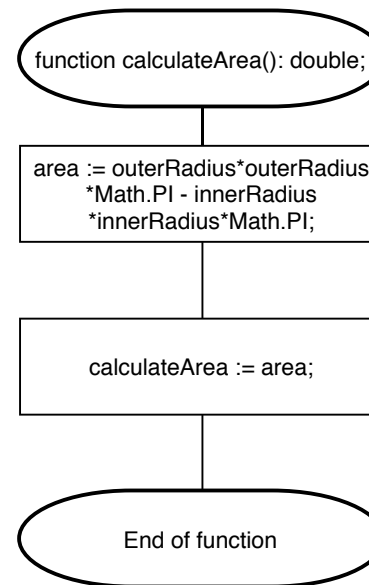 function calculateArea(): double;
area := outerRadius*outerRadius
*Math.PI - innerRadius
*innerRadius*Math.PI;
calculateArea := area;
End of function